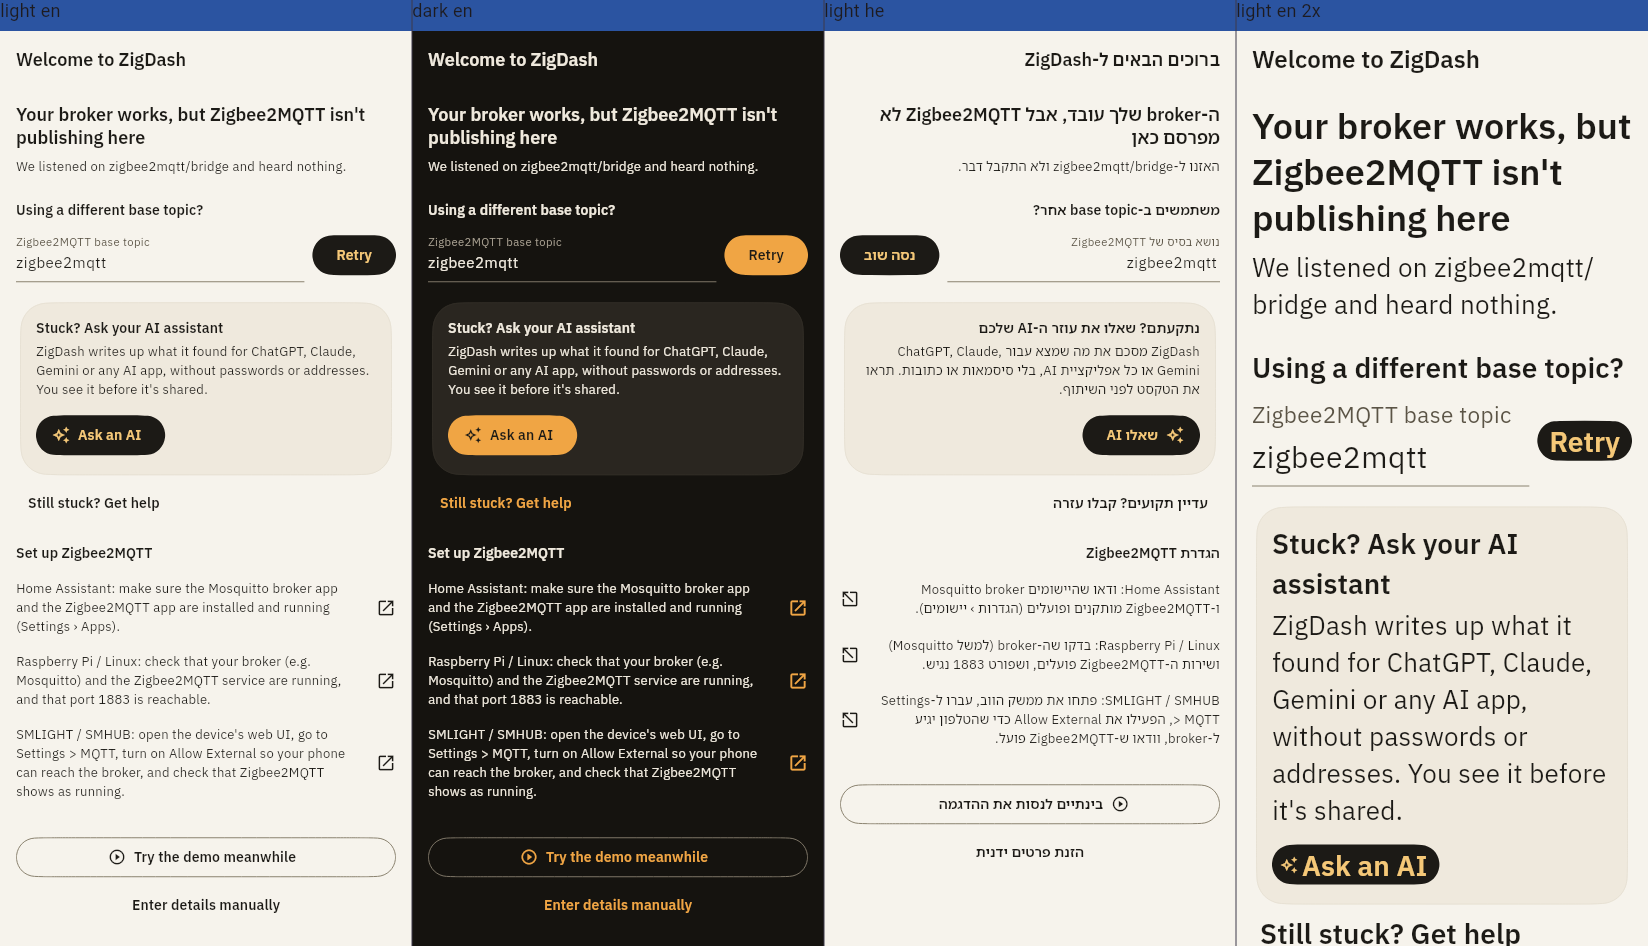 light en
Welcome to ZigDash
Your broker works, but Zigbee2MQTT isn't
publishing here
We listened on zigbee2mqtt/bridge and heard nothing.
Using a different base topic?
Zigbee2MQTT base topic
zigbee2mqtt
Retry
Stuck? Ask your AI assistant
ZigDash writes up what it found for ChatGPT, Claude,
Gemini or any AI app, without passwords or addresses.
You see it before it's shared.
Ask an AI
Still stuck? Get help
Set up Zigbee2MQTT
Home Assistant: make sure the Mosquitto broker app
and the Zigbee2MQTT app are installed and running
(Settings › Apps).
Raspberry Pi / Linux: check that your broker (e.g.
Mosquitto) and the Zigbee2MQTT service are running,
and that port 1883 is reachable.
SMLIGHT / SMHUB: open the device's web UI, go to
Settings > MQTT, turn on Allow External so your phone
can reach the broker, and check that Zigbee2MQTT
shows as running.
Try the demo meanwhile
Enter details manually
dark en
Welcome to ZigDash
Your broker works, but Zigbee2MQTT isn't
publishing here
We listened on zigbee2mqtt/bridge and heard nothing.
Using a different base topic?
Zigbee2MQTT base topic
zigbee2mqtt
Retry
Stuck? Ask your AI assistant
ZigDash writes up what it found for ChatGPT, Claude,
Gemini or any AI app, without passwords or addresses.
You see it before it's shared.
Ask an AI
Still stuck? Get help
Set up Zigbee2MQTT
Home Assistant: make sure the Mosquitto broker app
and the Zigbee2MQTT app are installed and running
(Settings › Apps).
Raspberry Pi / Linux: check that your broker (e.g.
Mosquitto) and the Zigbee2MQTT service are running,
and that port 1883 is reachable.
SMLIGHT / SMHUB: open the device's web UI, go to
Settings > MQTT, turn on Allow External so your phone
can reach the broker, and check that Zigbee2MQTT
shows as running.
Try the demo meanwhile
Enter details manually
light he
ברוכים הבאים ל-ZigDash
ה-broker שלך עובד, אבל Zigbee2MQTT לא
מפרסם כאן
האזנו ל-zigbee2mqtt/bridge ולא התקבל דבר.
משתמשים ב-base topic אחר?
נושא בסיס של Zigbee2MQTT
zigbee2mqtt
נסה שוב
נתקעתם? שאלו את עוזר ה-AI שלכם
ZigDash מסכם את מה שמצא עבור ChatGPT, Claude,
Gemini או כל אפליקציית AI, בלי סיסמאות או כתובות. תראו
את הטקסט לפני השיתוף.
שאלו AI
עדיין תקועים? קבלו עזרה
הגדרת Zigbee2MQTT
Home Assistant: ודאו שהיישומים Mosquitto broker
ו-Zigbee2MQTT מותקנים ופועלים (הגדרות › יישומים).
Raspberry Pi / Linux: בדקו שה-broker (למשל Mosquitto)
ושירות ה-Zigbee2MQTT פועלים, ושפורט 1883 נגיש.
SMLIGHT / SMHUB: פתחו את ממשק הווב, עברו ל-Settings
> MQTT, הפעילו את Allow External כדי שהטלפון יגיע
ל-broker, וודאו ש-Zigbee2MQTT פועל.
בינתיים לנסות את ההדגמה
הזנת פרטים ידנית
light en 2x
Welcome to ZigDash
Your broker works, but
Zigbee2MQTT isn't
publishing here
We listened on zigbee2mqtt/
bridge and heard nothing.
Using a different base topic?
Zigbee2MQTT base topic
zigbee2mqtt
Retry
Stuck? Ask your AI
assistant
ZigDash writes up what it
found for ChatGPT, Claude,
Gemini or any AI app,
without passwords or
addresses. You see it before
it's shared.
Ask an AI
Still stuck? Get help